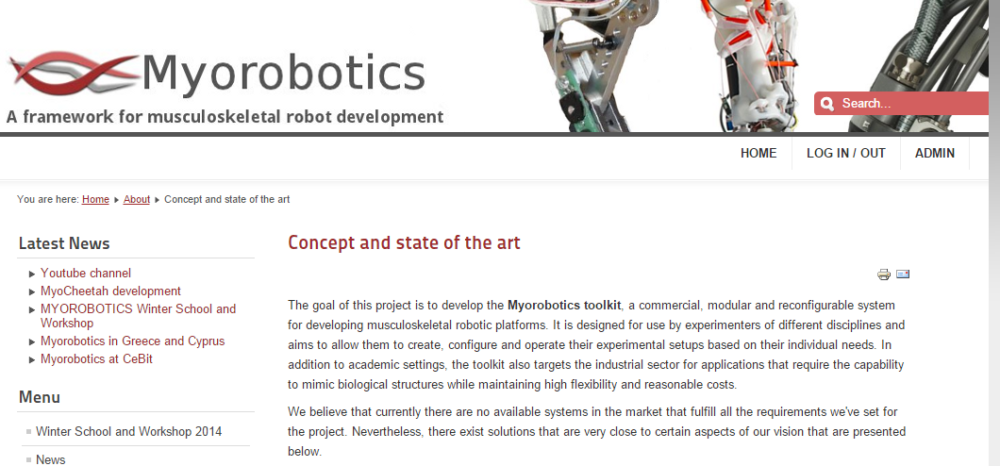 Myorobotics
A framework for musculoskeletal robot development
Search...
HOME
LOG IN / OUT
ADMIN
You are here: Home About Concept and state of the art
Latest News
Youtube channel
MyoCheetah development
MYOROBOTICS Winter School and
Workshop
Myorobotics in Greece and Cyprus
Myorobotics at CeBit
Menu
Winter School and Workshop 2014
News
Concept and state of the art
The goal of this project is to develop the Myorobotics toolkit, a commercial, modular and reconfigurable system
for developing musculoskeletal robotic platforms. It is designed for use by experimenters of different disciplines and
aims to allow them to create, configure and operate their experimental setups based on their individual needs. In
addition to academic settings, the toolkit also targets the industrial sector for applications that require the capability
to mimic biological structures while maintaining high flexibility and reasonable costs.
We believe that currently there are no available systems in the market that fulfill all the requirements we've set for
the project. Nevertheless, there exist solutions that are very close to certain aspects of our vision that are presented
below.